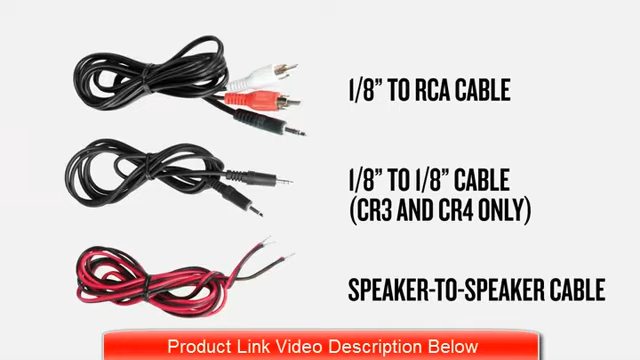 1/8” TO RCA CABLE
1/8” TO 1/8” CABLE
(CR3 AND CR4 ONLY)
SPEAKER-TO-SPEAKER CABLE
Product Link Video Description Below